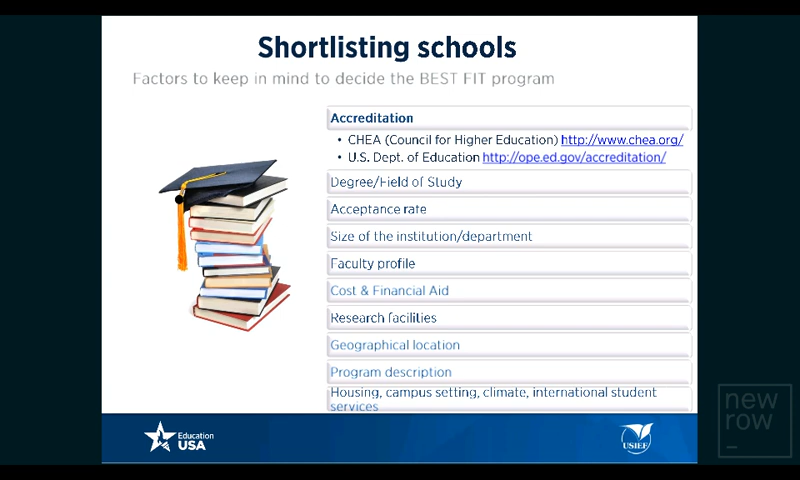 Shortlisting schools
Factors to keep in mind to decide the BEST FIT program
Accreditation
• CHEA (Council for Higher Education) http://www.chea.org/
• U.S. Dept. of Education http://ope.ed.gov/accreditation/
Degree/Field of Study
Acceptance rate
Size of the institution/department
Faculty profile
Cost & Financial Aid
Research facilities
Geographical location
Program description
Housing, campus setting, climate, international student
services
Education
USA
USIEF
new
row